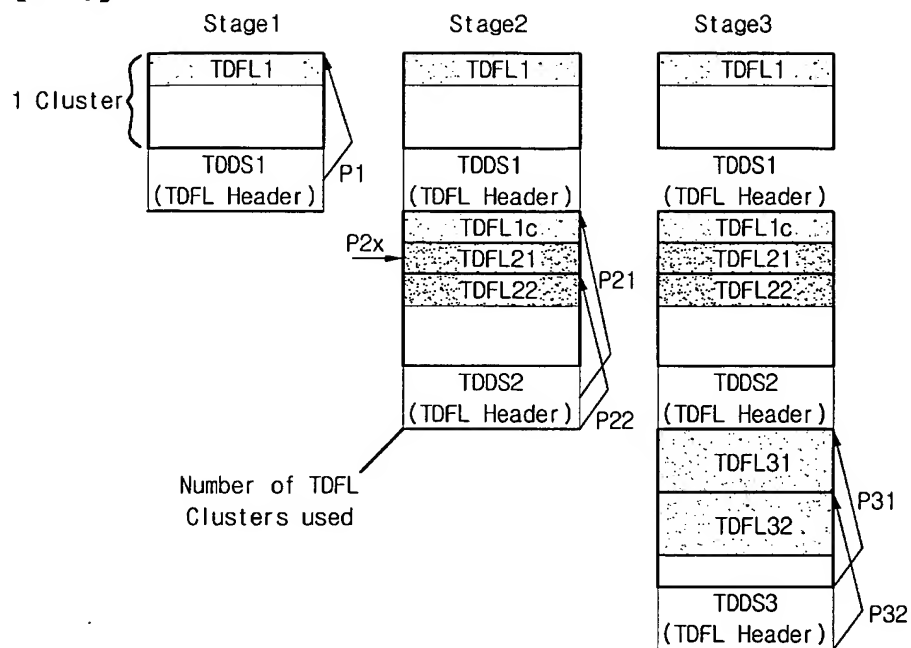 Stage1
Stage2
Stage3
1 Cluster
TDFL1
TDDS1
(TDFL Header)
P1
TDFL1
TDDS1
(TDFL Header)
P2x
TDFL1c
TDFL21
TDFL22
P21
TDDS2
(TDFL Header)
P22
Number of TDFL
Clusters used
TDFL1
TDDS1
(TDFL Header)
TDFL1c
TDFL21
TDFL22
TDDS2
(TDFL Header)
TDFL31
TDFL32
P31
TDDS3
(TDFL Header)
P32